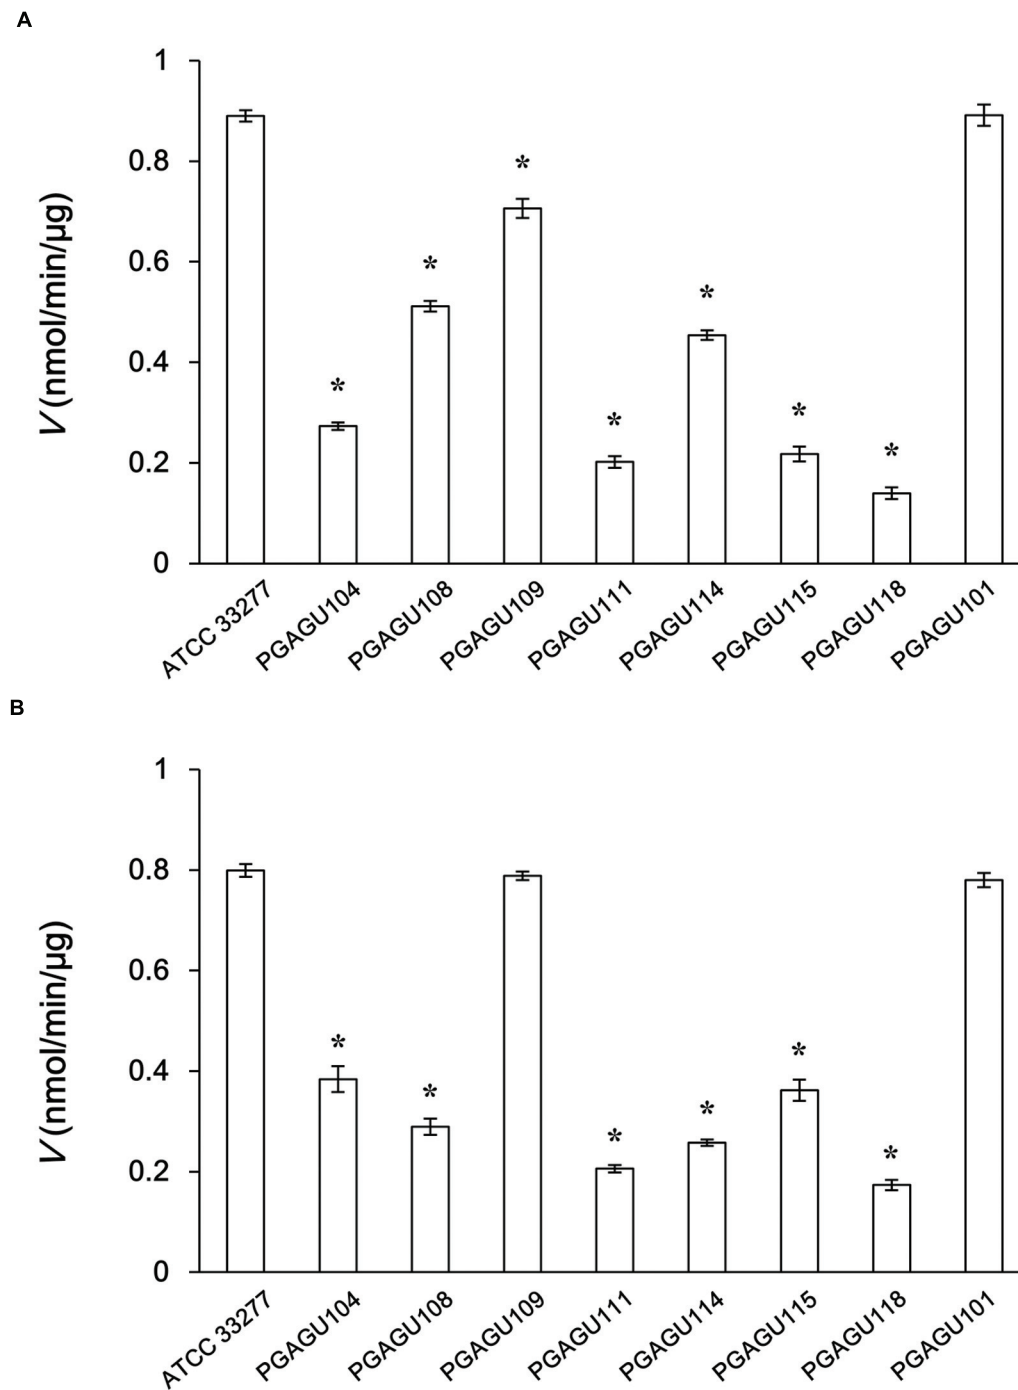 A
V (nmol/min/µg)
1
0.8
0.6
0.4
0.2
0
*
*
*
*
*
*
*
ATCC 33277
PGAGU104
PGAGU108
PGAGU109
PGAGU111
PGAGU114
PGAGU115
PGAGU118
PGAGU101
B
V (nmol/min/µg)
1
0.8
0.6
0.4
0.2
0
*
*
*
*
*
*
ATCC 33277
PGAGU104
PGAGU108
PGAGU109
PGAGU111
PGAGU114
PGAGU115
PGAGU118
PGAGU101